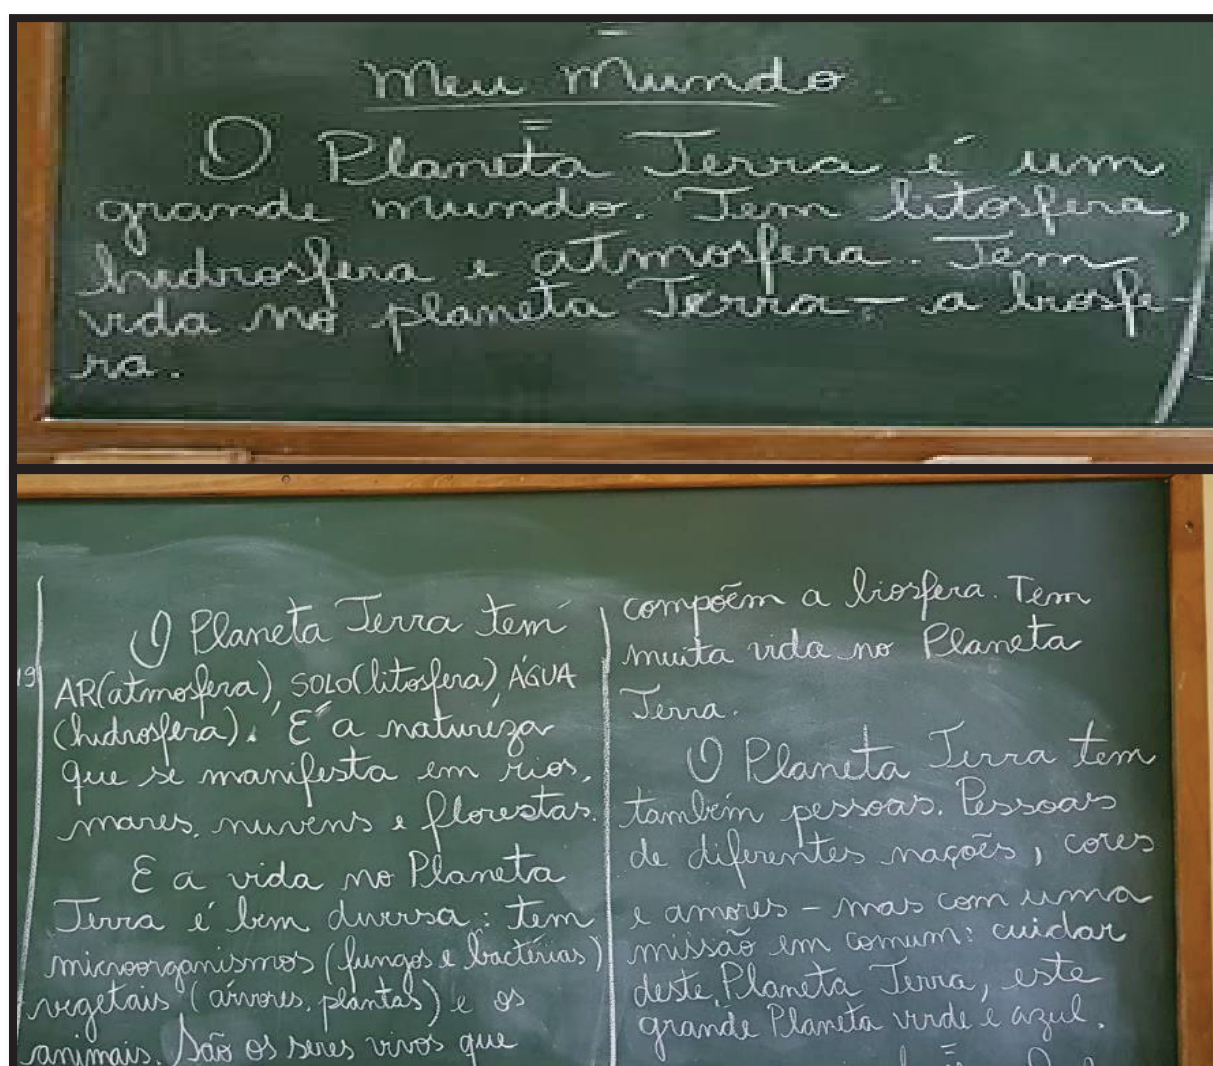 Meu Mundo
O Planeta Terra é um
grande mundo. Tem litosfera,
hidrosfera e atmosfera. Tem
vida no planeta Terra - a biosfe-
ra.
O Planeta Terra tem
19
AR(atmosfera), SOLO(litosfera), ÁGUA
(hidrosfera). É a natureza
que se manifesta em rios,
mares, nuvens e florestas.
E a vida no Planeta
Terra é bem diversa: tem
microorganismos (fungos e bactérias)
vegetais (árvores, plantas) e os
animais. São os seres vivos que
compõem a biosfera. Tem
muita vida no Planeta
Terra.
O Planeta Terra tem
também pessoas. Pessoas
de diferentes nações, cores
e amores - mas com uma
missão em comum: cuidar
deste Planeta Terra, este
grande Planeta verde e azul.